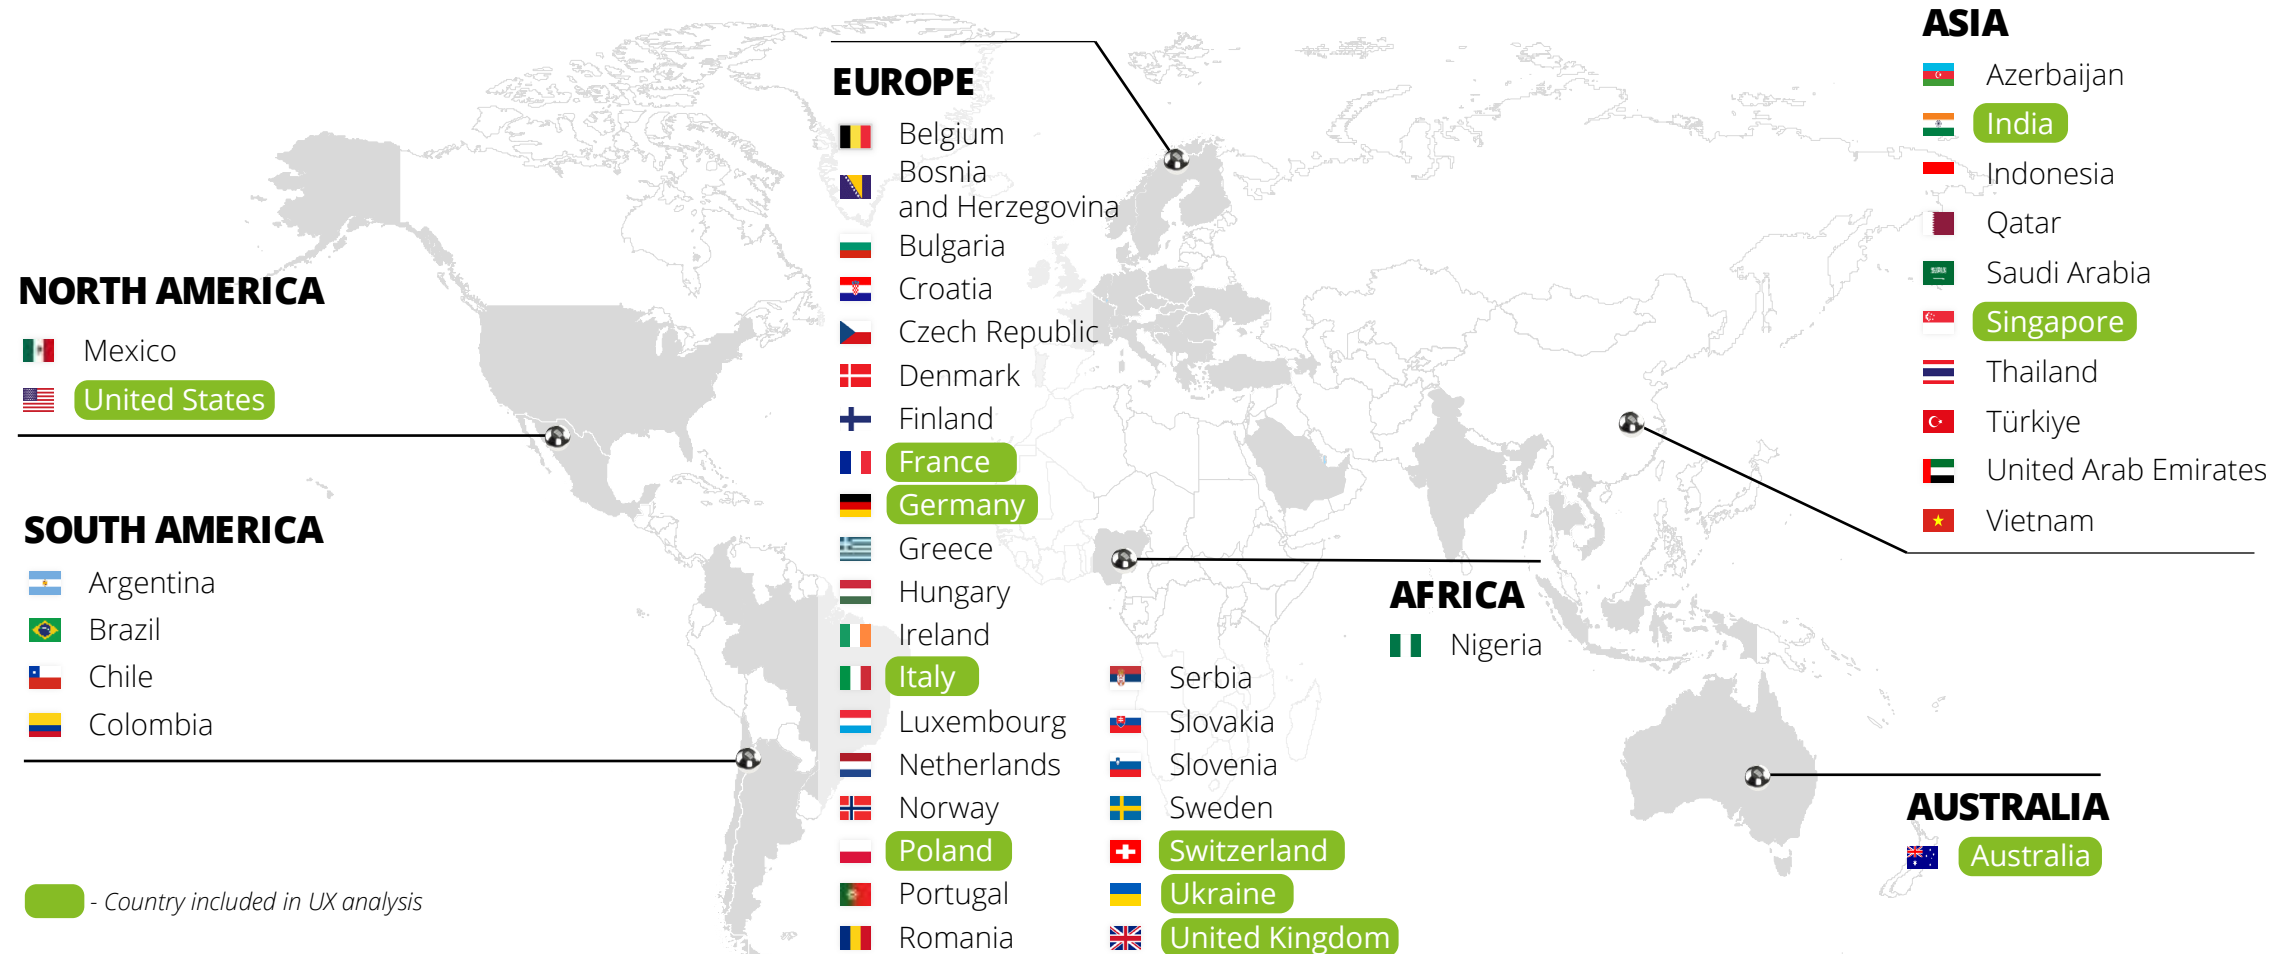 NORTH AMERICA
Mexico
United States
SOUTH AMERICA
Argentina
Brazil
Chile
Colombia
- Country included in UX analysis
EUROPE
Belgium
Bosnia
and Herzegovina
Bulgaria
Croatia
Czech Republic
Denmark
Finland
France
Germany
Greece
Hungary
Ireland
Italy
Luxembourg
Netherlands
Norway
Poland
Portugal
Romania
Serbia
Slovakia
Slovenia
Sweden
Switzerland
Ukraine
United Kingdom
AFRICA
Nigeria
ASIA
Azerbaijan
India
Indonesia
Qatar
Saudi Arabia
Singapore
Thailand
Türkiye
United Arab Emirates
Vietnam
AUSTRALIA
Australia